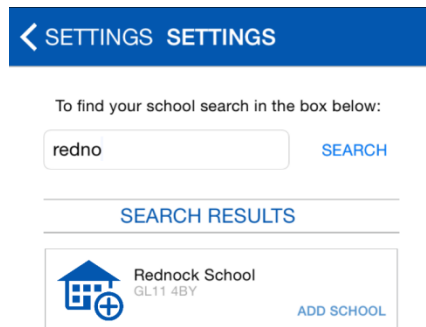 SETTINGS SETTINGS
To find your school search in the box below:
redno SEARCH
SEARCH RESULTS
Rednock School
GL11 4BY
ADD SCHOOL